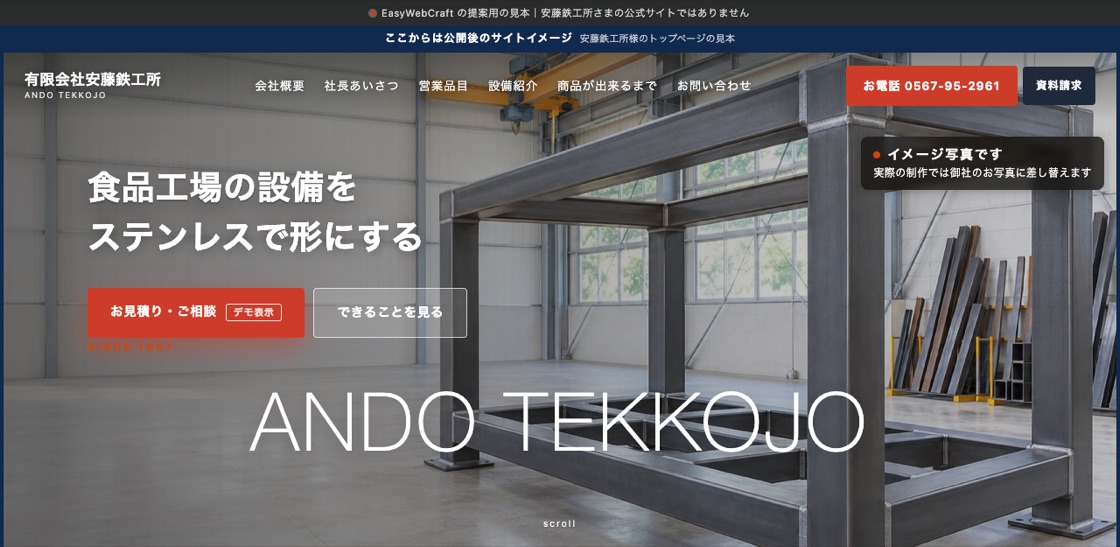 EasyWebCraft の提案用の見本｜安藤鉄工所さまの公式サイトではありません
ここからは公開後のサイトイメージ 安藤鉄工所様のトップページの見本
有限会社安藤鉄工所
ANDO TEKKOJO
会社概要 社長あいさつ 営業品目 設備紹介 商品が出来るまで お問い合わせ
お電話 0567-95-2961
資料請求
イメージ写真です
実際の制作では御社のお写真に差し替えます
食品工場の設備を
ステンレスで形にする
お見積り・ご相談 デモ表示
できることを見る
SINCE 1957
ANDO TEKKOJO
scroll